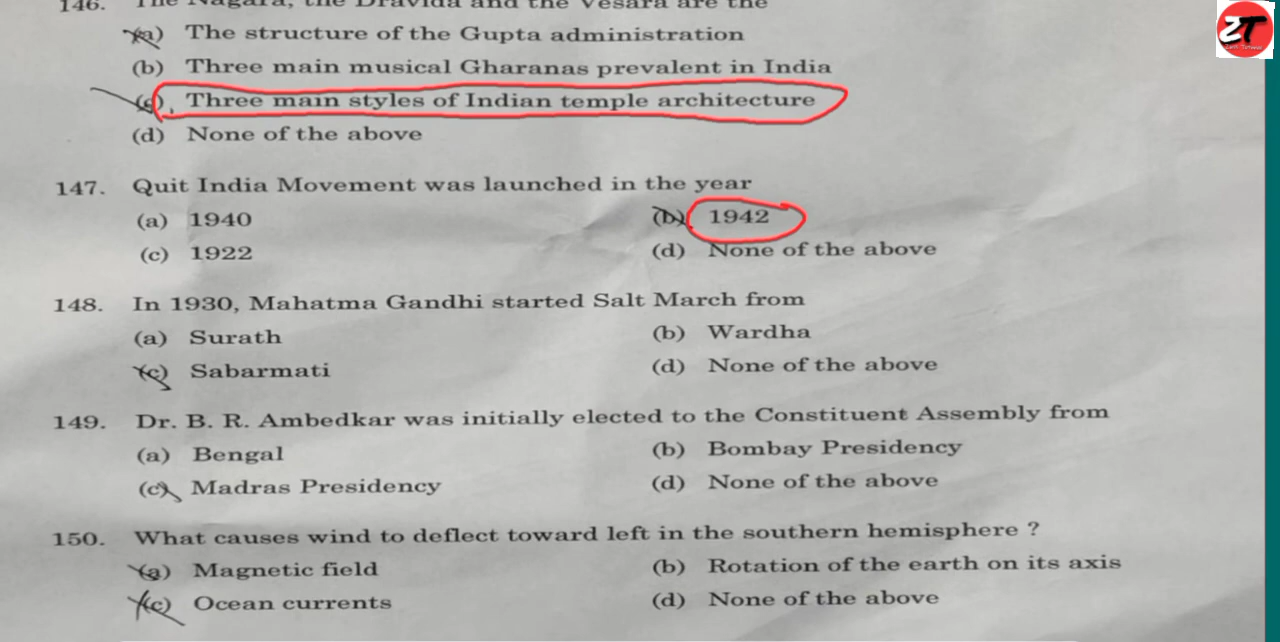 146. The Nagara, the Dravida and the Vesara are the
(a) The structure of the Gupta administration
(b) Three main musical Gharanas prevalent in India
(c) Three main styles of Indian temple architecture
(d) None of the above
147. Quit India Movement was launched in the year
(a) 1940 (b) 1942
(c) 1922 (d) None of the above
148. In 1930, Mahatma Gandhi started Salt March from
(a) Surath (b) Wardha
(c) Sabarmati (d) None of the above
149. Dr. B. R. Ambedkar was initially elected to the Constituent Assembly from
(a) Bengal (b) Bombay Presidency
(c) Madras Presidency (d) None of the above
150. What causes wind to deflect toward left in the southern hemisphere ?
(a) Magnetic field (b) Rotation of the earth on its axis
(c) Ocean currents (d) None of the above
ZT